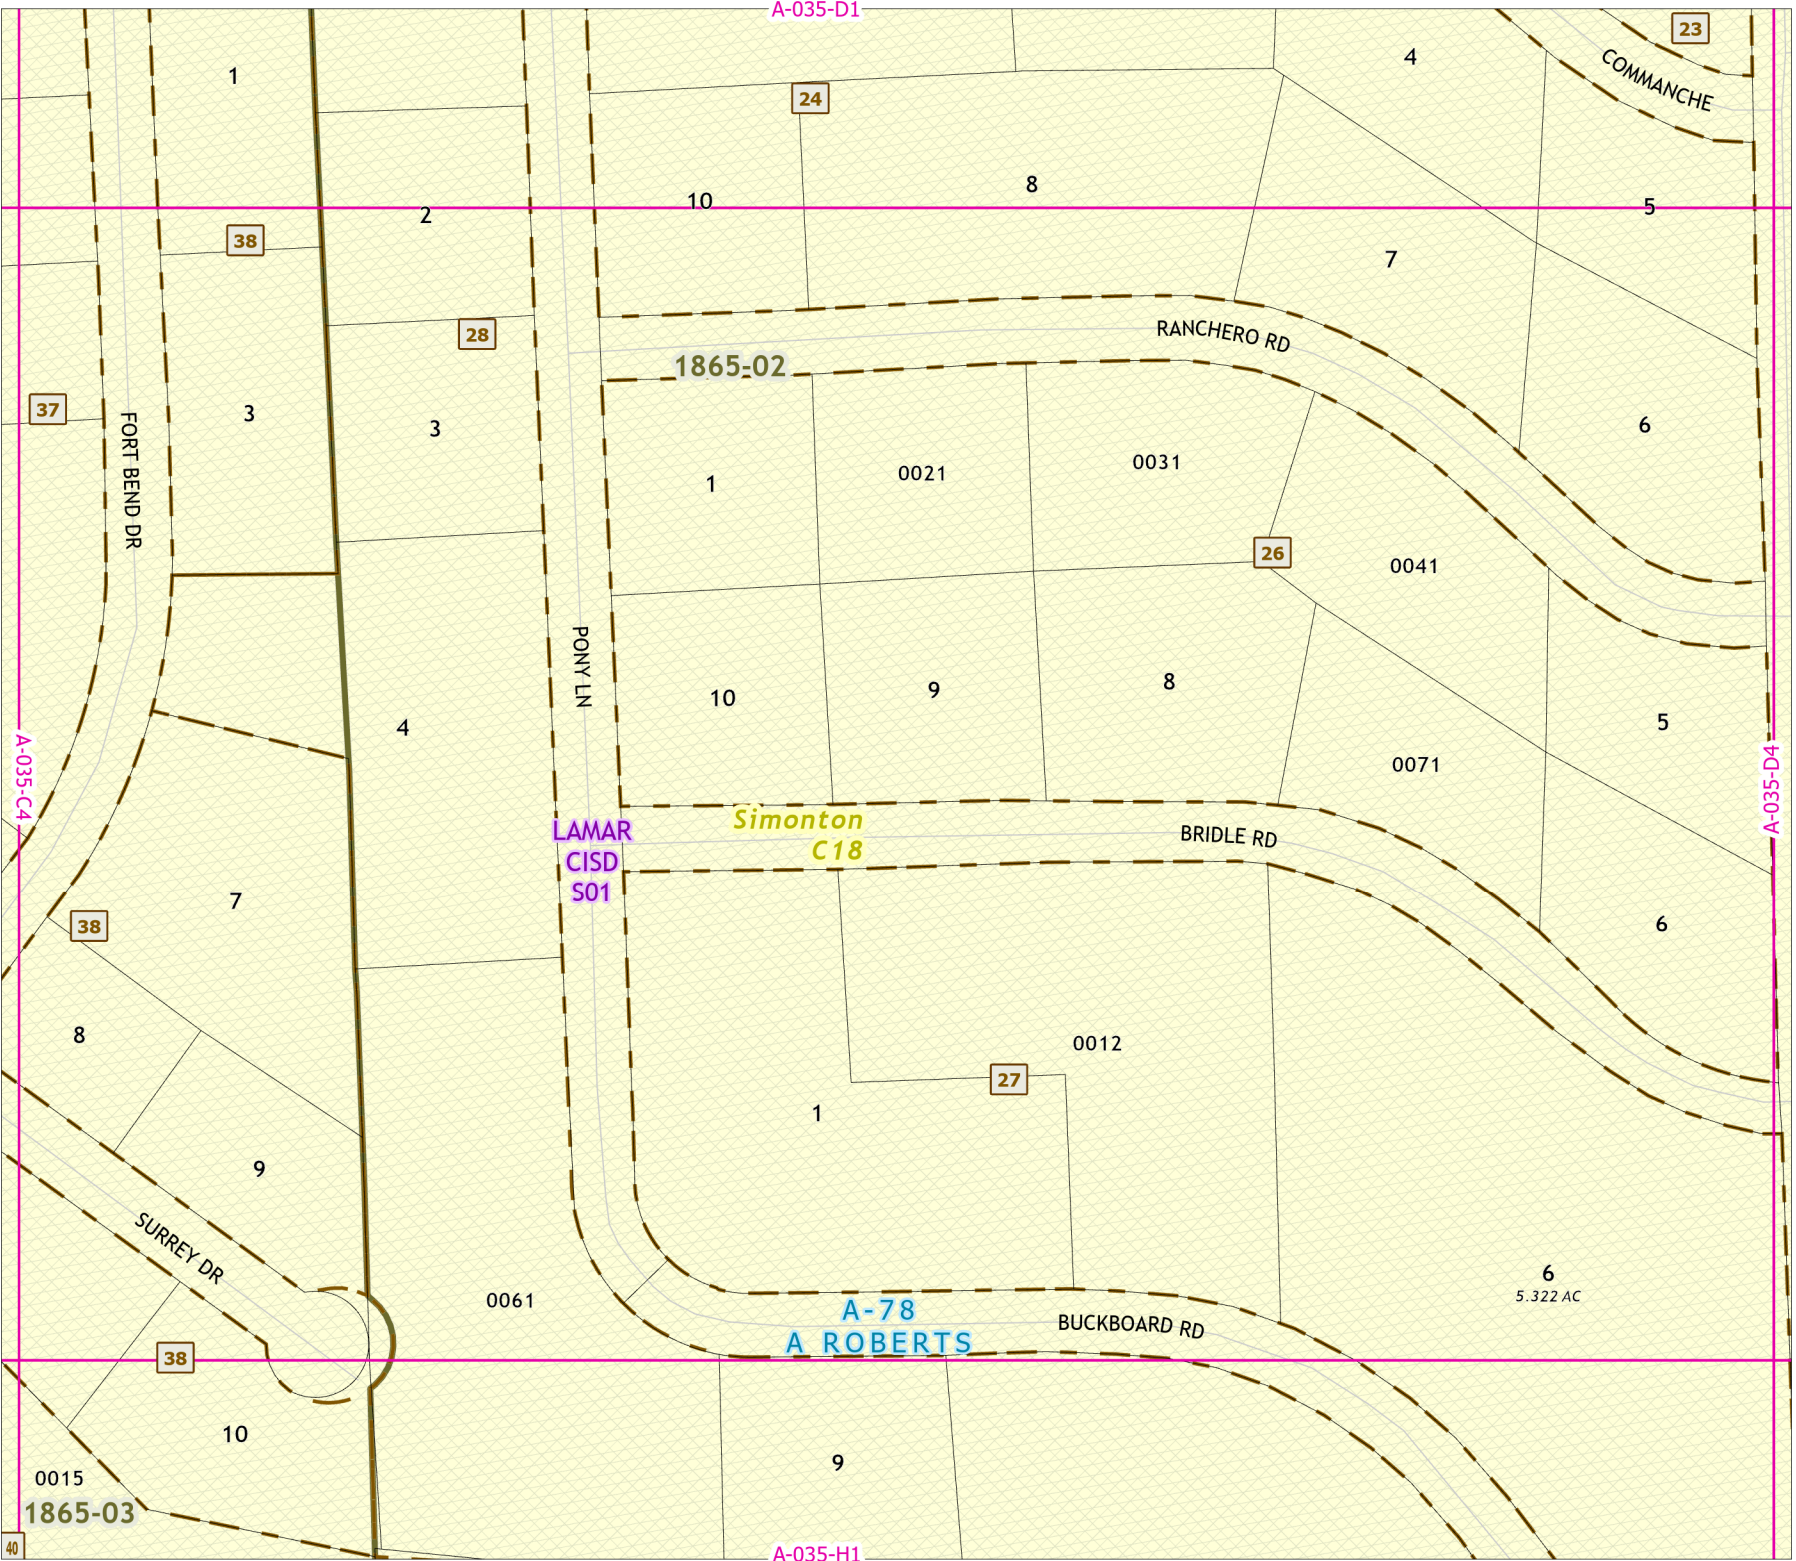 A-035-D1
23
COMMANCHE
4
1
24
8
10
5
2
38
7
RANCHERO RD
28
1865-02
37
FORT BEND DR
3
3
6
1
0021
0031
26
0041
PONY LN
10
9
8
5
4
0071
A-035-C4
A-035-D4
Simonton
C18
LAMAR
CISD
S01
BRIDLE RD
7
38
6
8
0012
27
1
9
SURREY DR
0061
6
5.322 AC
A-78
A ROBERTS
BUCKBOARD RD
38
10
9
0015
1865-03
40
A-035-H1